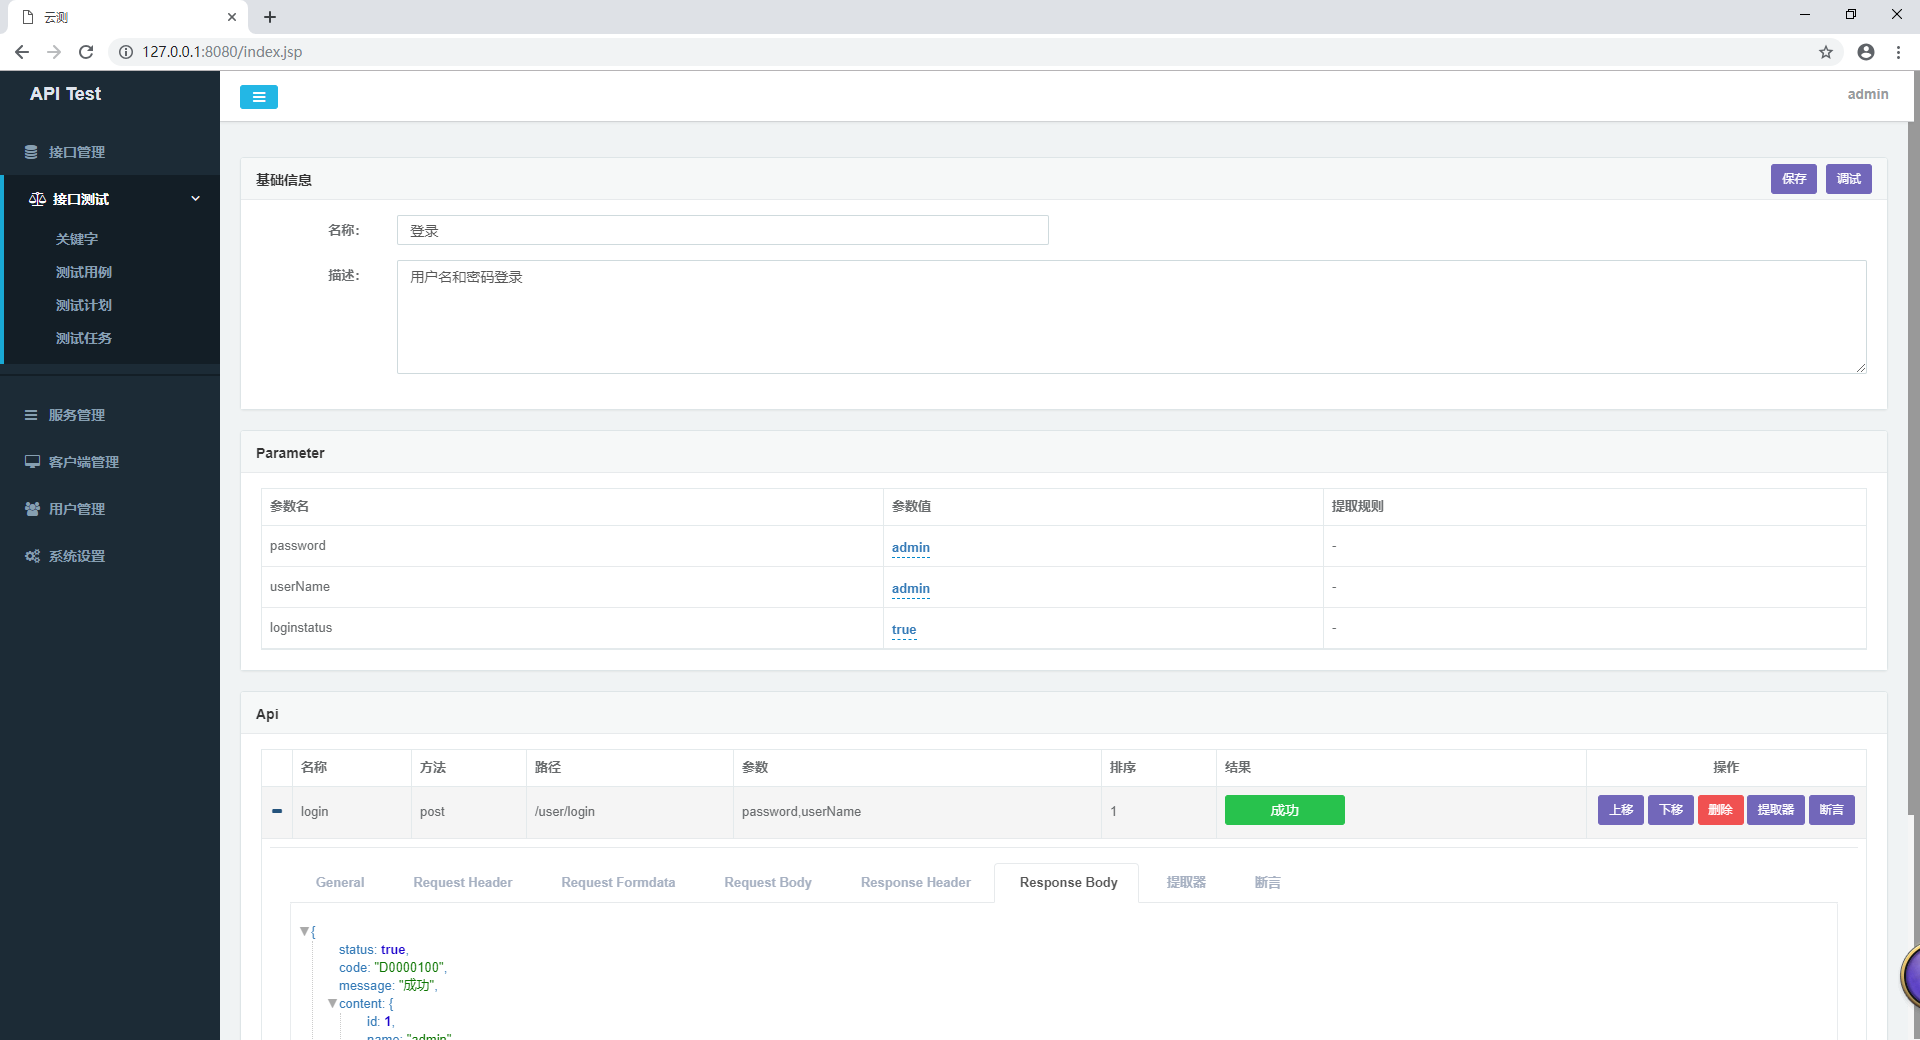 云测
127.0.0.1:8080/index.jsp
API Test
admin
接口管理
接口测试
关键字
测试用例
测试计划
测试任务
服务管理
客户端管理
用户管理
系统设置
基础信息
保存 调试
名称: 登录
描述: 用户名和密码登录
Parameter
参数名 参数值 提取规则
password admin -
userName admin -
loginstatus true -
Api
名称 方法 路径 参数 排序 结果 操作
login post /user/login password,userName 1 成功 上移 下移 删除 提取器 断言
General Request Header Request Formdata Request Body Response Header Response Body 提取器 断言
{
status: true,
code: "D0000100",
message: "成功",
content: {
id: 1,
name: "admin"